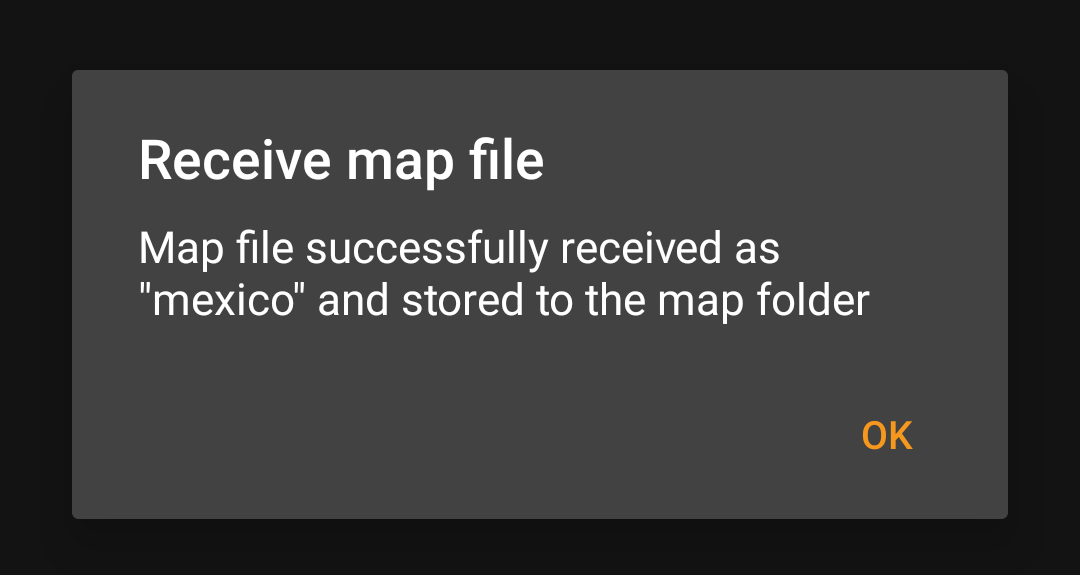 Receive map file
Map file successfully received as
"mexico" and stored to the map folder
OK